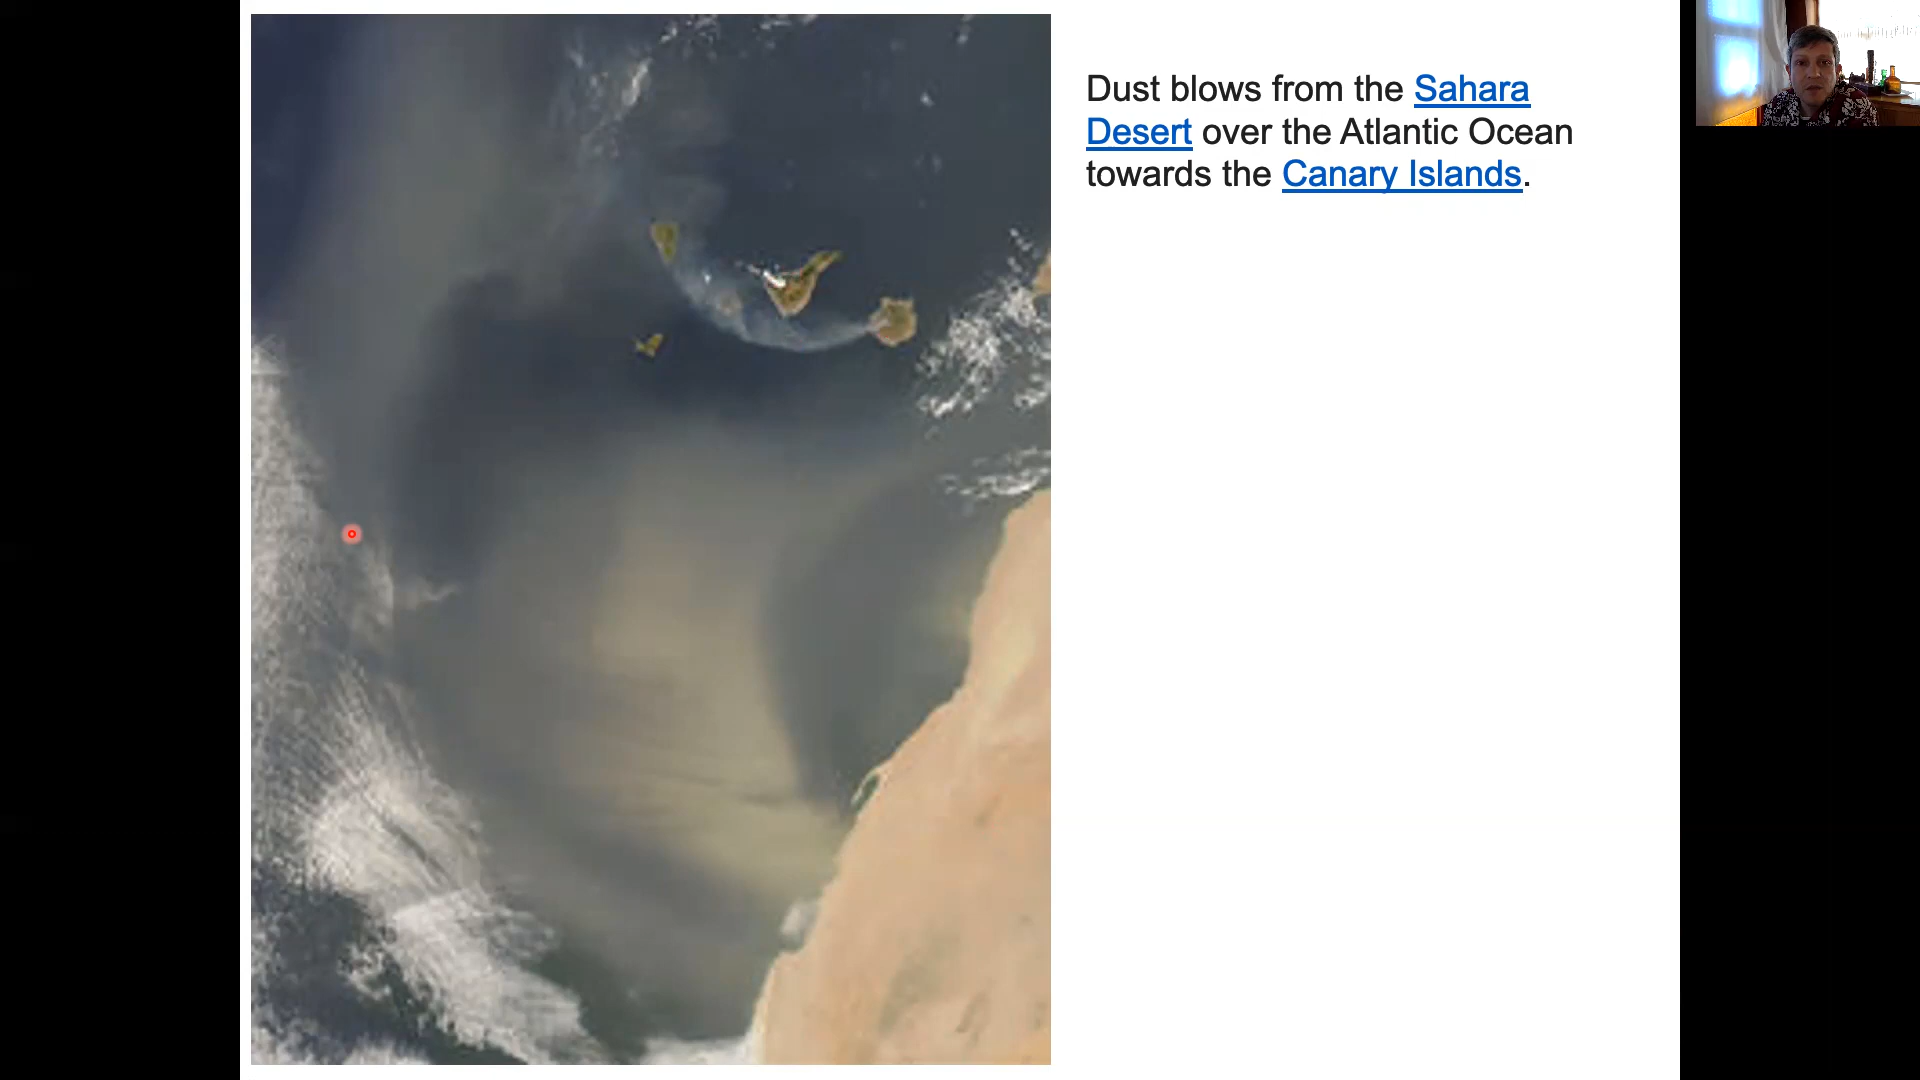 Dust blows from the Sahara
Desert over the Atlantic Ocean
towards the Canary Islands.